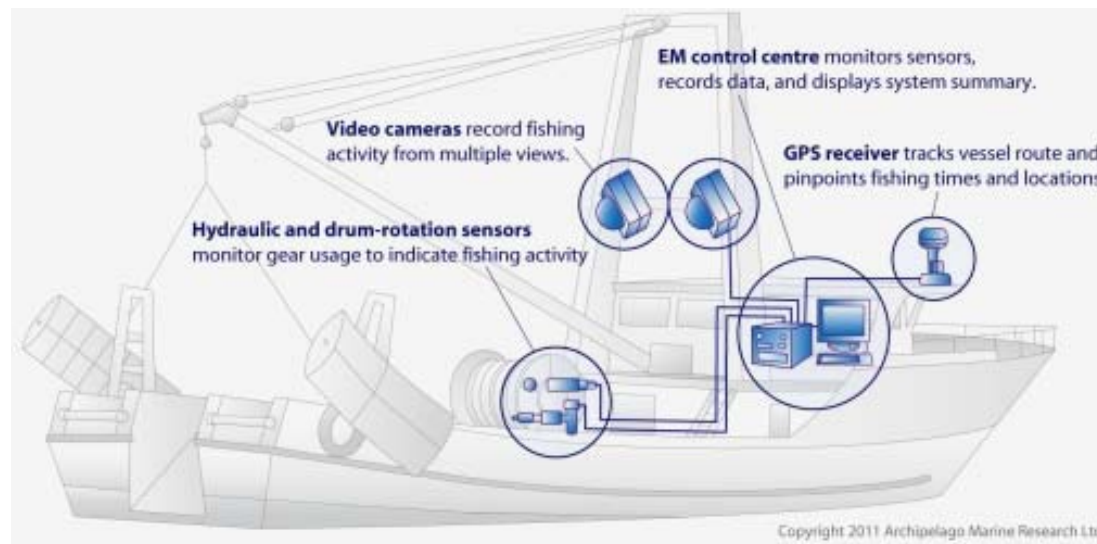 EM control centre monitors sensors,
records data, and displays system summary.
Video cameras record fishing
activity from multiple views.
GPS receiver tracks vessel route and
pinpoints fishing times and locations
Hydraulic and drum-rotation sensors
monitor gear usage to indicate fishing activity
Copyright 2011 Archipelago Marine Research Ltd